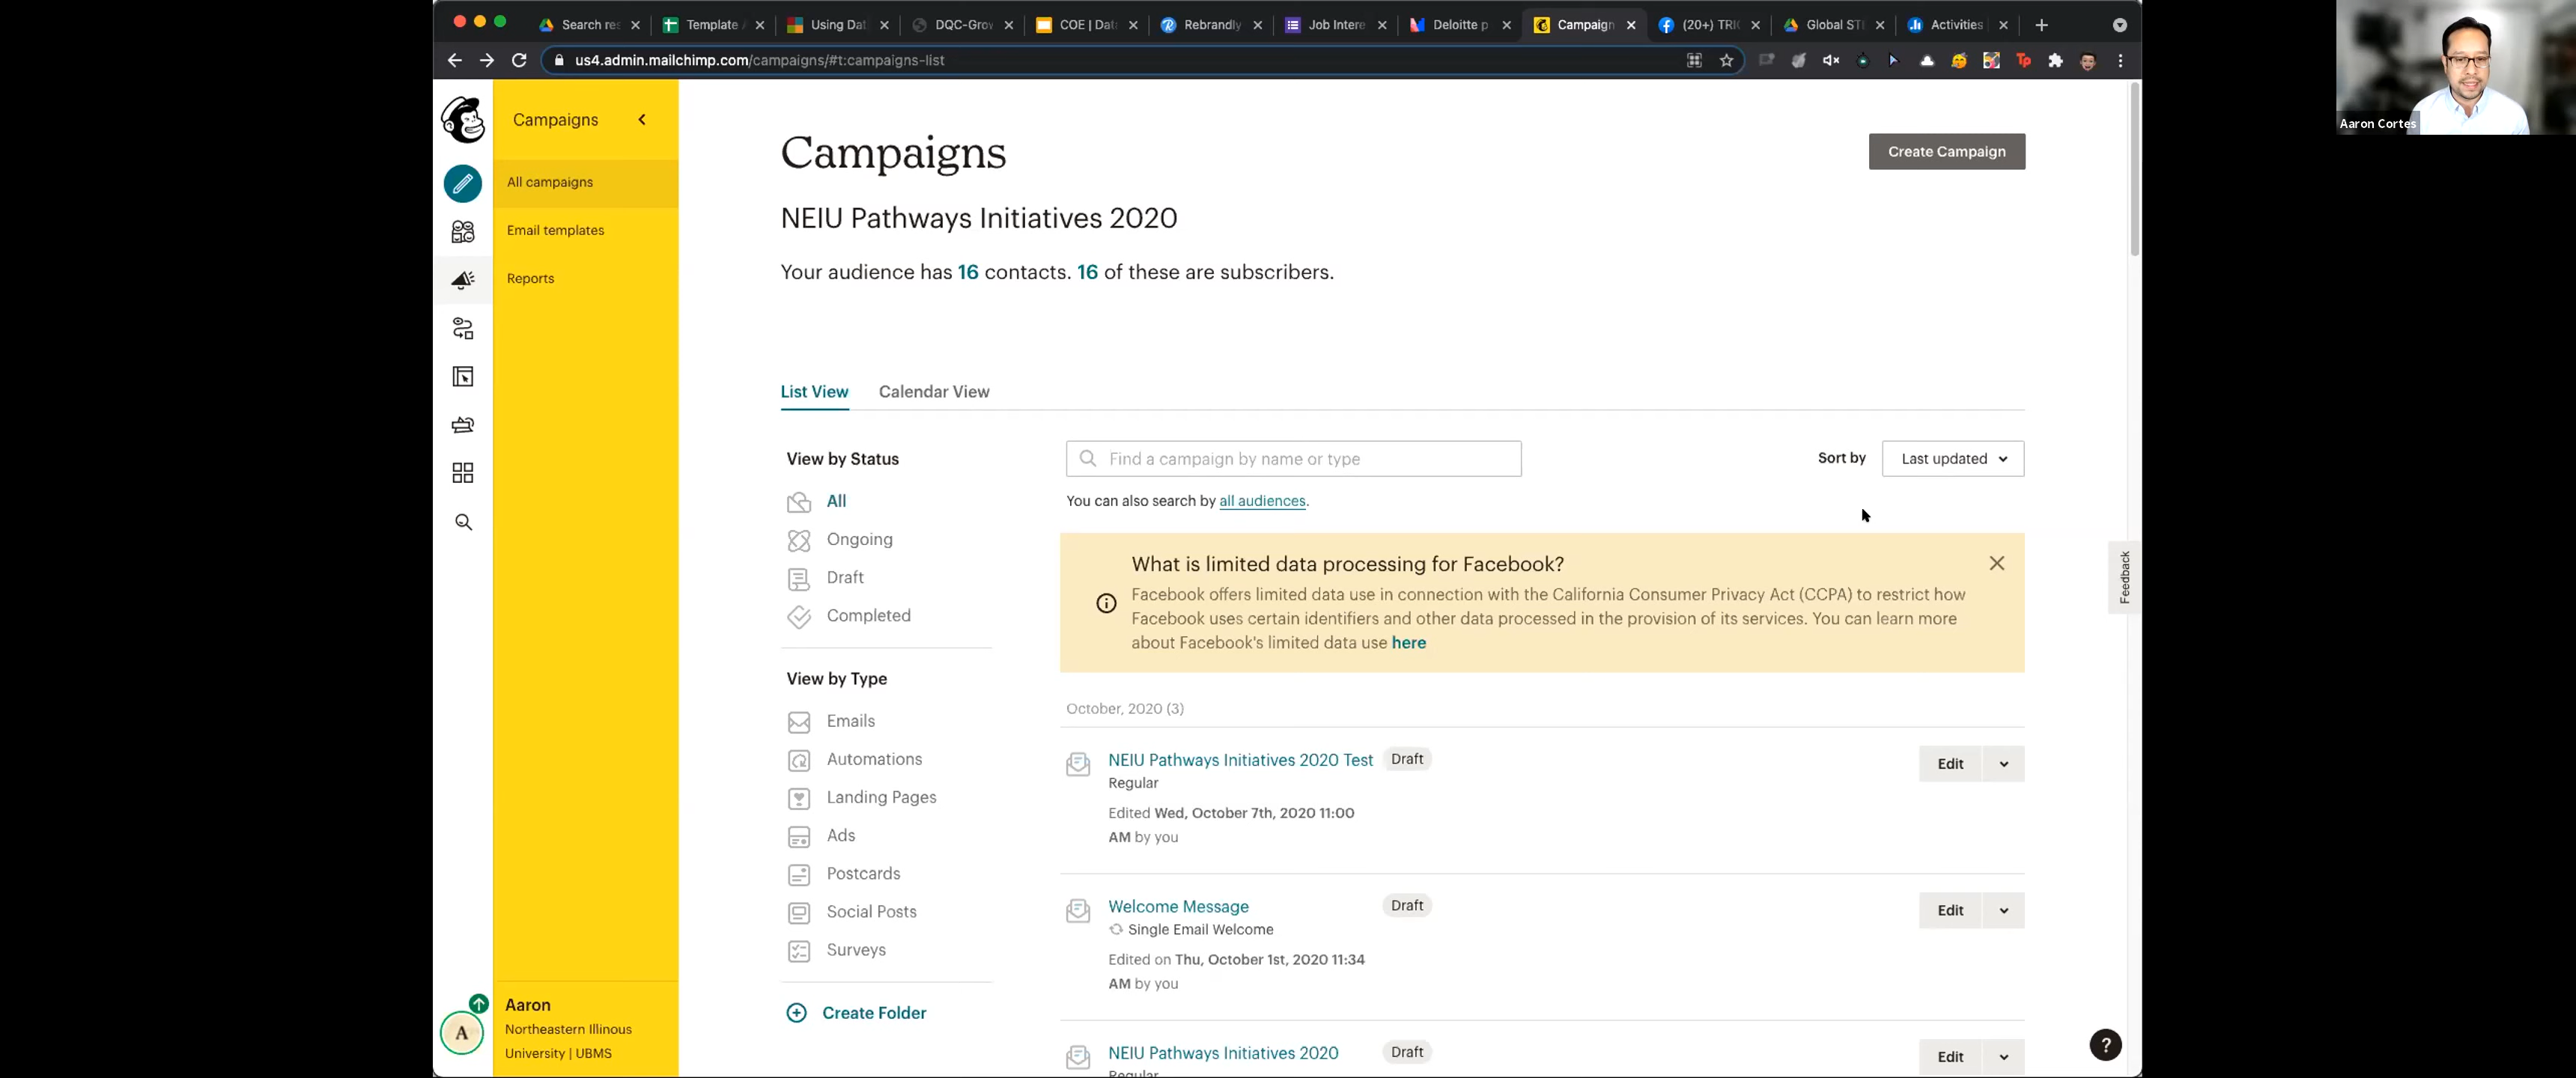 Search res
Template A
Using Dat
DQC-Grov
COE | Data
Rebrandly
Job Intere
Deloitte p
Campaign
(20+) TRIO
Global STE
Activities
us4.admin.mailchimp.com/campaigns/#t:campaigns-list
Aaron Cortes
Campaigns
All campaigns
Email templates
Reports
Campaigns
Create Campaign
NEIU Pathways Initiatives 2020
Your audience has 16 contacts. 16 of these are subscribers.
List View
Calendar View
View by Status
All
Ongoing
Draft
Completed
View by Type
Emails
Automations
Landing Pages
Ads
Postcards
Social Posts
Surveys
Create Folder
Find a campaign by name or type
Sort by
Last updated
You can also search by all audiences.
What is limited data processing for Facebook?
Facebook offers limited data use in connection with the California Consumer Privacy Act (CCPA) to restrict how
Facebook uses certain identifiers and other data processed in the provision of its services. You can learn more
about Facebook's limited data use here
Feedback
October, 2020 (3)
NEIU Pathways Initiatives 2020 Test
Draft
Edit
Regular
Edited Wed, October 7th, 2020 11:00
AM by you
Welcome Message
Draft
Edit
Single Email Welcome
Edited on Thu, October 1st, 2020 11:34
AM by you
NEIU Pathways Initiatives 2020
Draft
Edit
Regular
A
Aaron
Northeastern Illinous
University | UBMS
?